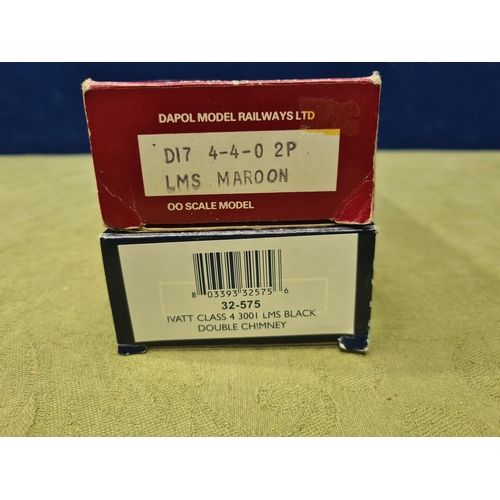 DAPOL MODEL RAILWAYS LTD
D17 4-4-0 2P
LMS MAROON
OO SCALE MODEL
8 03393 32575 6
32-575
IVATT CLASS 4 3001 LMS BLACK
DOUBLE CHIMNEY